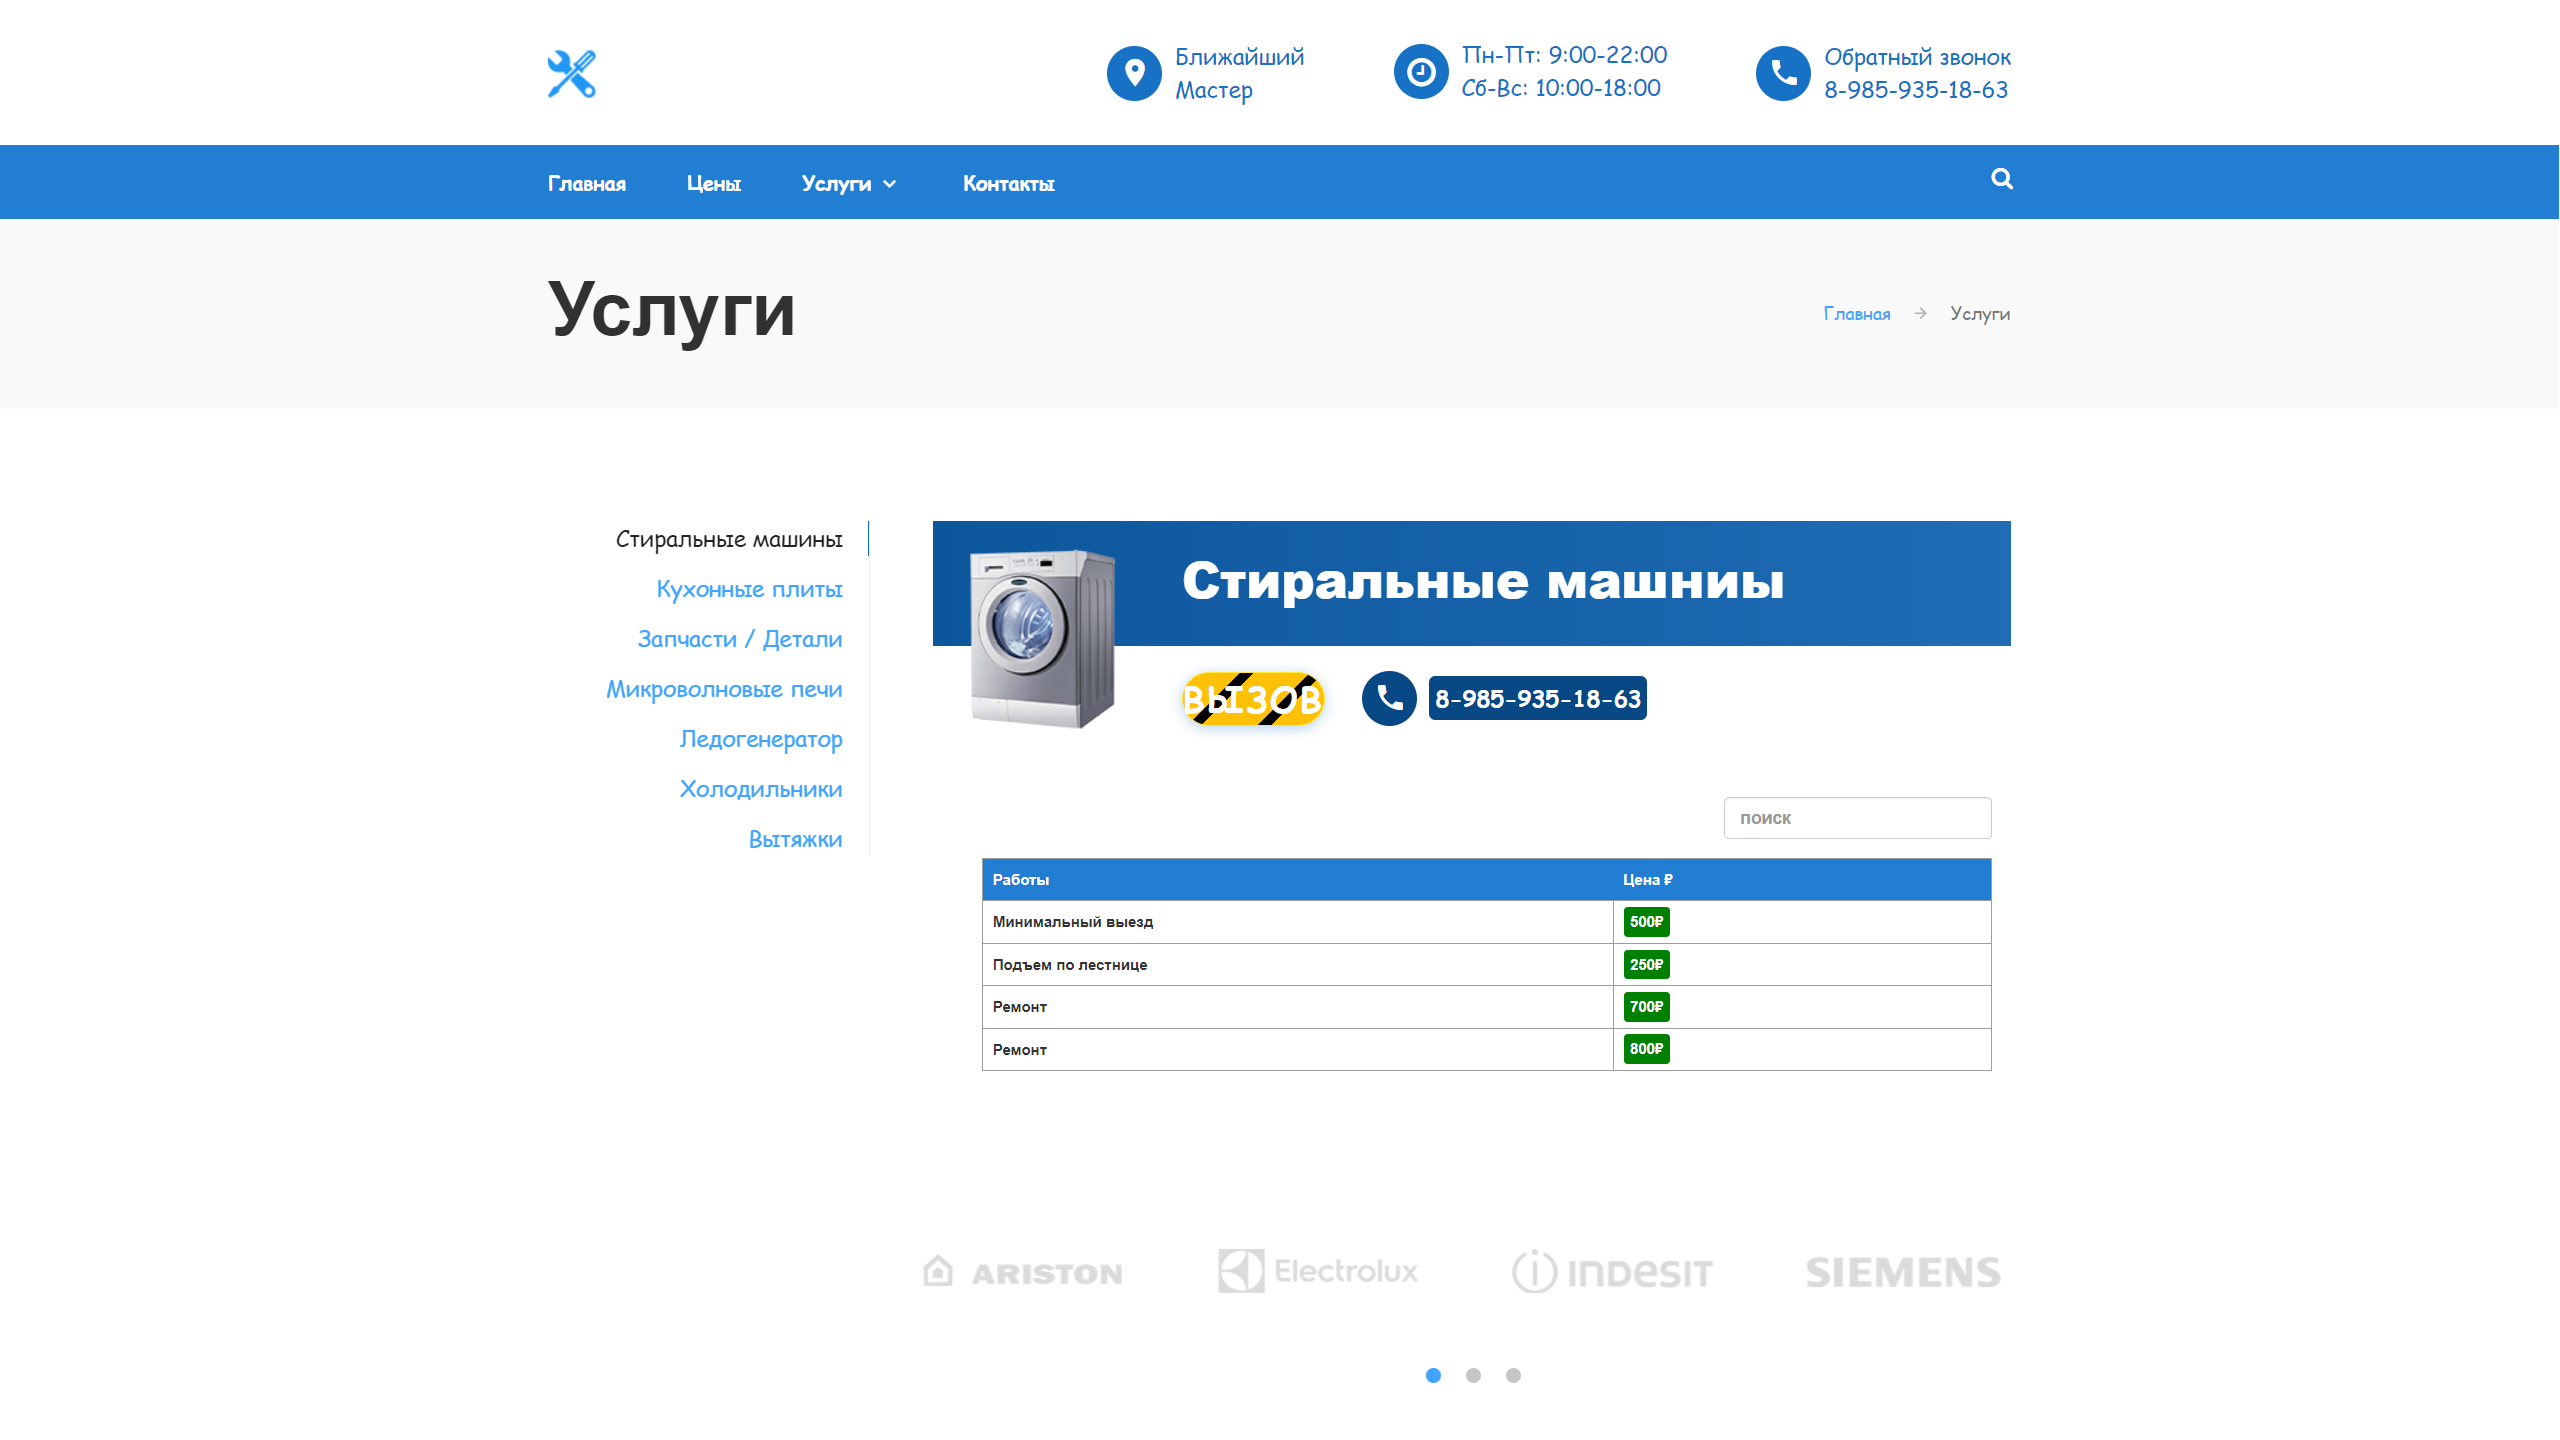 Ближайший
Мастер
Пн-Пт: 9:00-22:00
Сб-Вс: 10:00-18:00
Обратный звонок
8-985-935-18-63
Главная
Цены
Услуги
Контакты
Услуги
Главная → Услуги
Стиральные машины
Кухонные плиты
Запчасти / Детали
Микроволновые печи
Ледогенератор
Холодильники
Вытяжки
Стиральные машниы
ВЫЗОВ
8-985-935-18-63
поиск
Работы Цена ₽
Минимальный выезд 500₽
Подъем по лестнице 250₽
Ремонт 700₽
Ремонт 800₽
ARISTON
Electrolux
indesit
SIEMENS